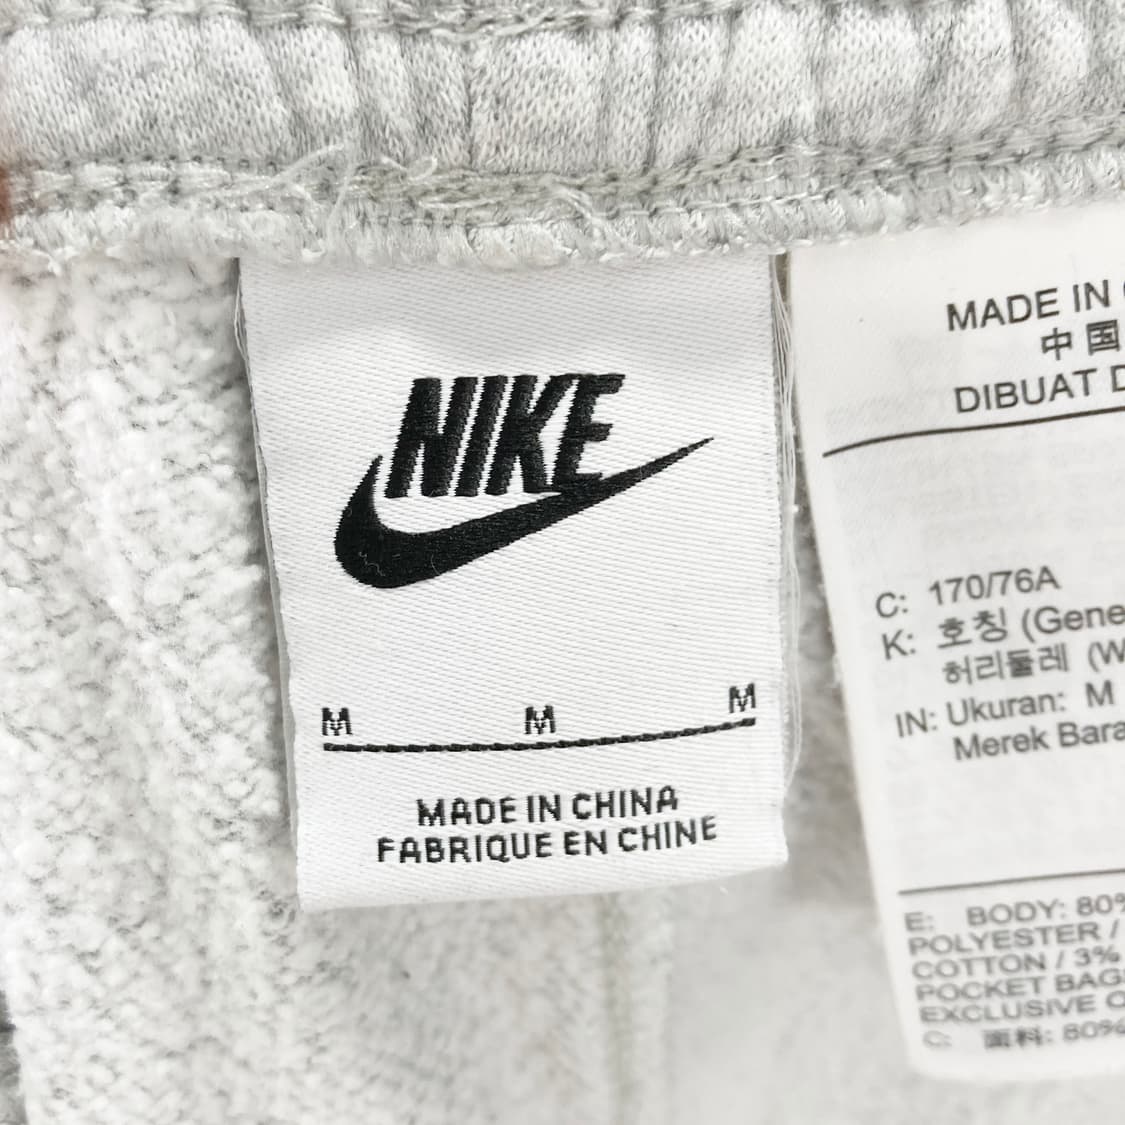 NIKE
M M M
MADE IN CHINA
FABRIQUE EN CHINE
MADE IN
中国
DIBUAT
C: 170/76A
K: 호칭 (Gene
허리둘레 (W
IN: Ukuran: M
Merek Bara
E: BODY: 80%
POLYESTER /
COTTON / 3%
POCKET BAG
EXCLUSIVE O
C: 面料: 80%